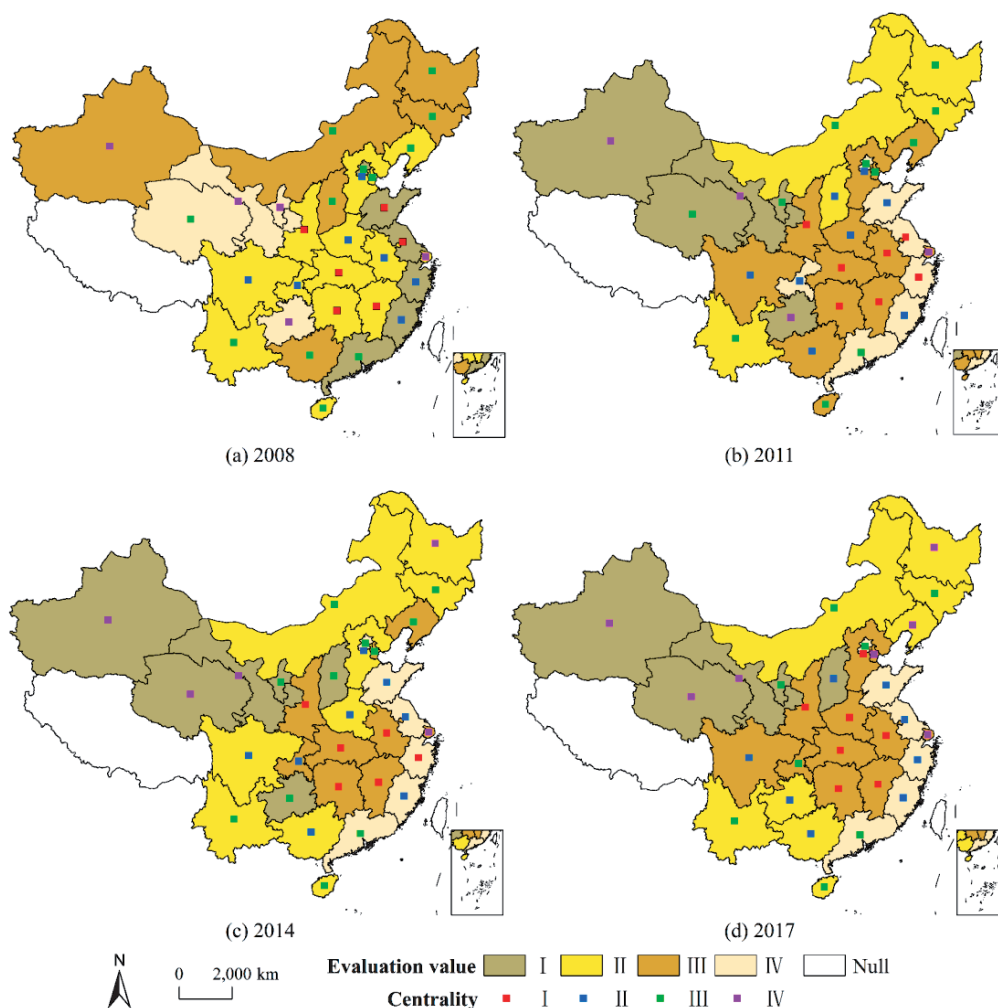 (a) 2008
(b) 2011
(c) 2014
(d) 2017
N
0 2,000 km
Evaluation value I II III IV Null
Centrality I II III IV